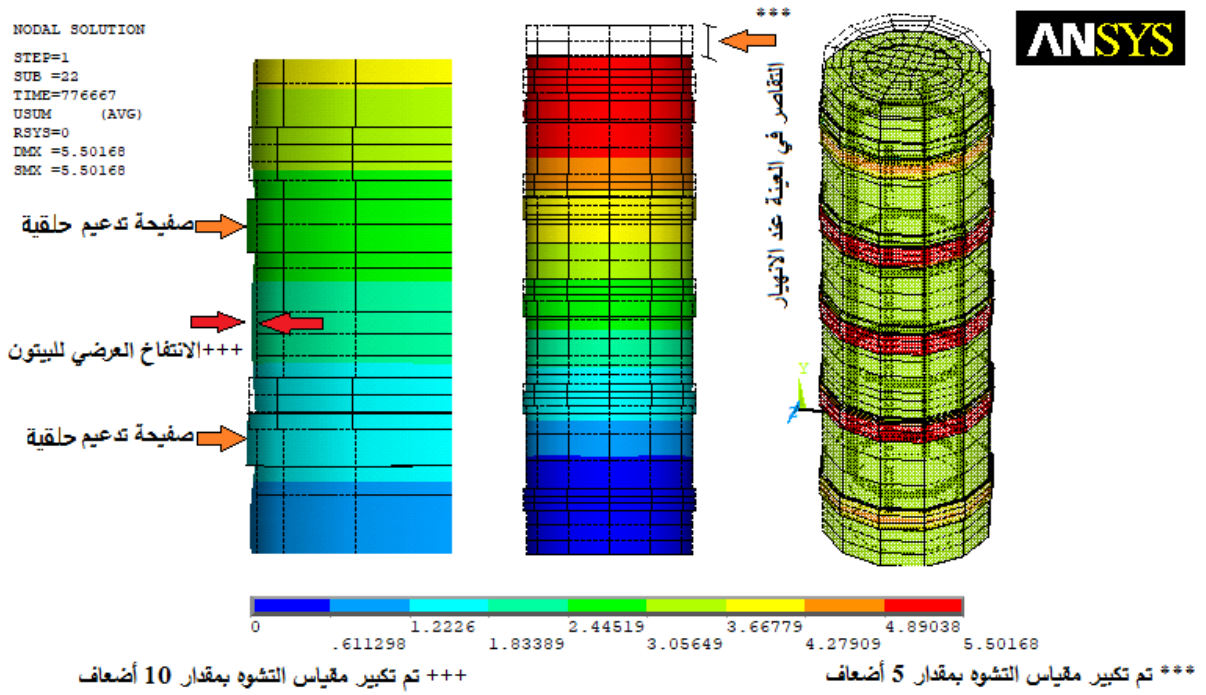 NODAL SOLUTION
STEP=1
SUB =22
TIME=776667
USUM (AVG)
RSYS=0
DMX =5.50168
SMX =5.50168
صفيحة تدعيم حلقية
+++الانتفاخ العرضي للبيتون
صفيحة تدعيم حلقية
***
التقاصر في العينة عند الانهيار
ANSYS
Y
Z
0 1.2226 2.44519 3.66779 4.89038
.611298 1.83389 3.05649 4.27909 5.50168
*** تم تكبير مقياس التشوه بمقدار 5 أضعاف
+++ تم تكبير مقياس التشوه بمقدار 10 أضعاف